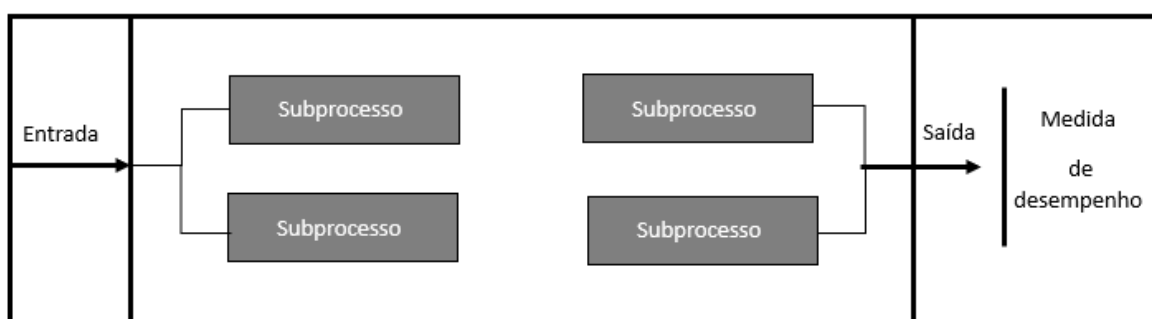 Entrada
Subprocesso
Subprocesso
Subprocesso
Subprocesso
Saída
Medida
de
desempenho